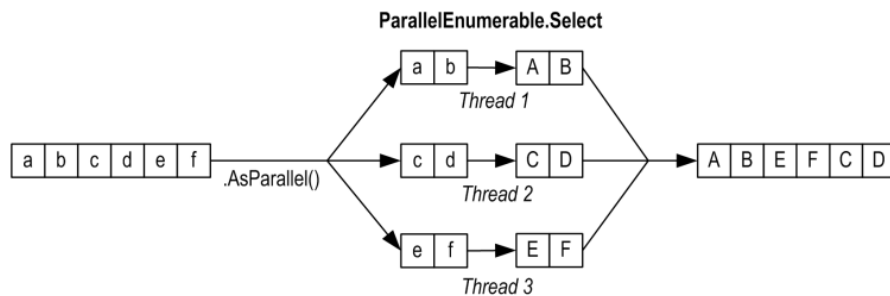 ParallelEnumerable.Select
a b A B
Thread 1
a b c d e f c d C D A B E F C D
.AsParallel()
Thread 2
e f E F
Thread 3